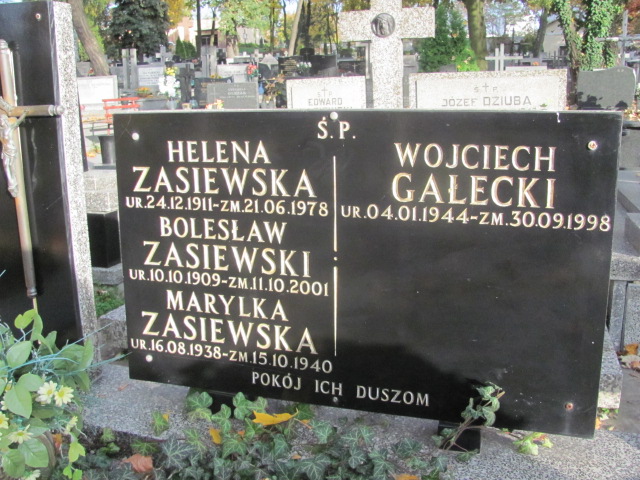 Ś.P.
HELENA
ZASIEWSKA
UR.24.12.1911-ZM.21.06.1978
BOLESŁAW
ZASIEWSKI
UR.10.10.1909-ZM.11.10.2001
MARYLKA
ZASIEWSKA
UR.16.08.1938-ZM.15.10.1940
WOJCIECH
GAŁECKI
UR.04.01.1944-ZM.30.09.1998
POKÓJ ICH DUSZOM
EDWARD
Ś.P.
JÓZEF DZIUBA